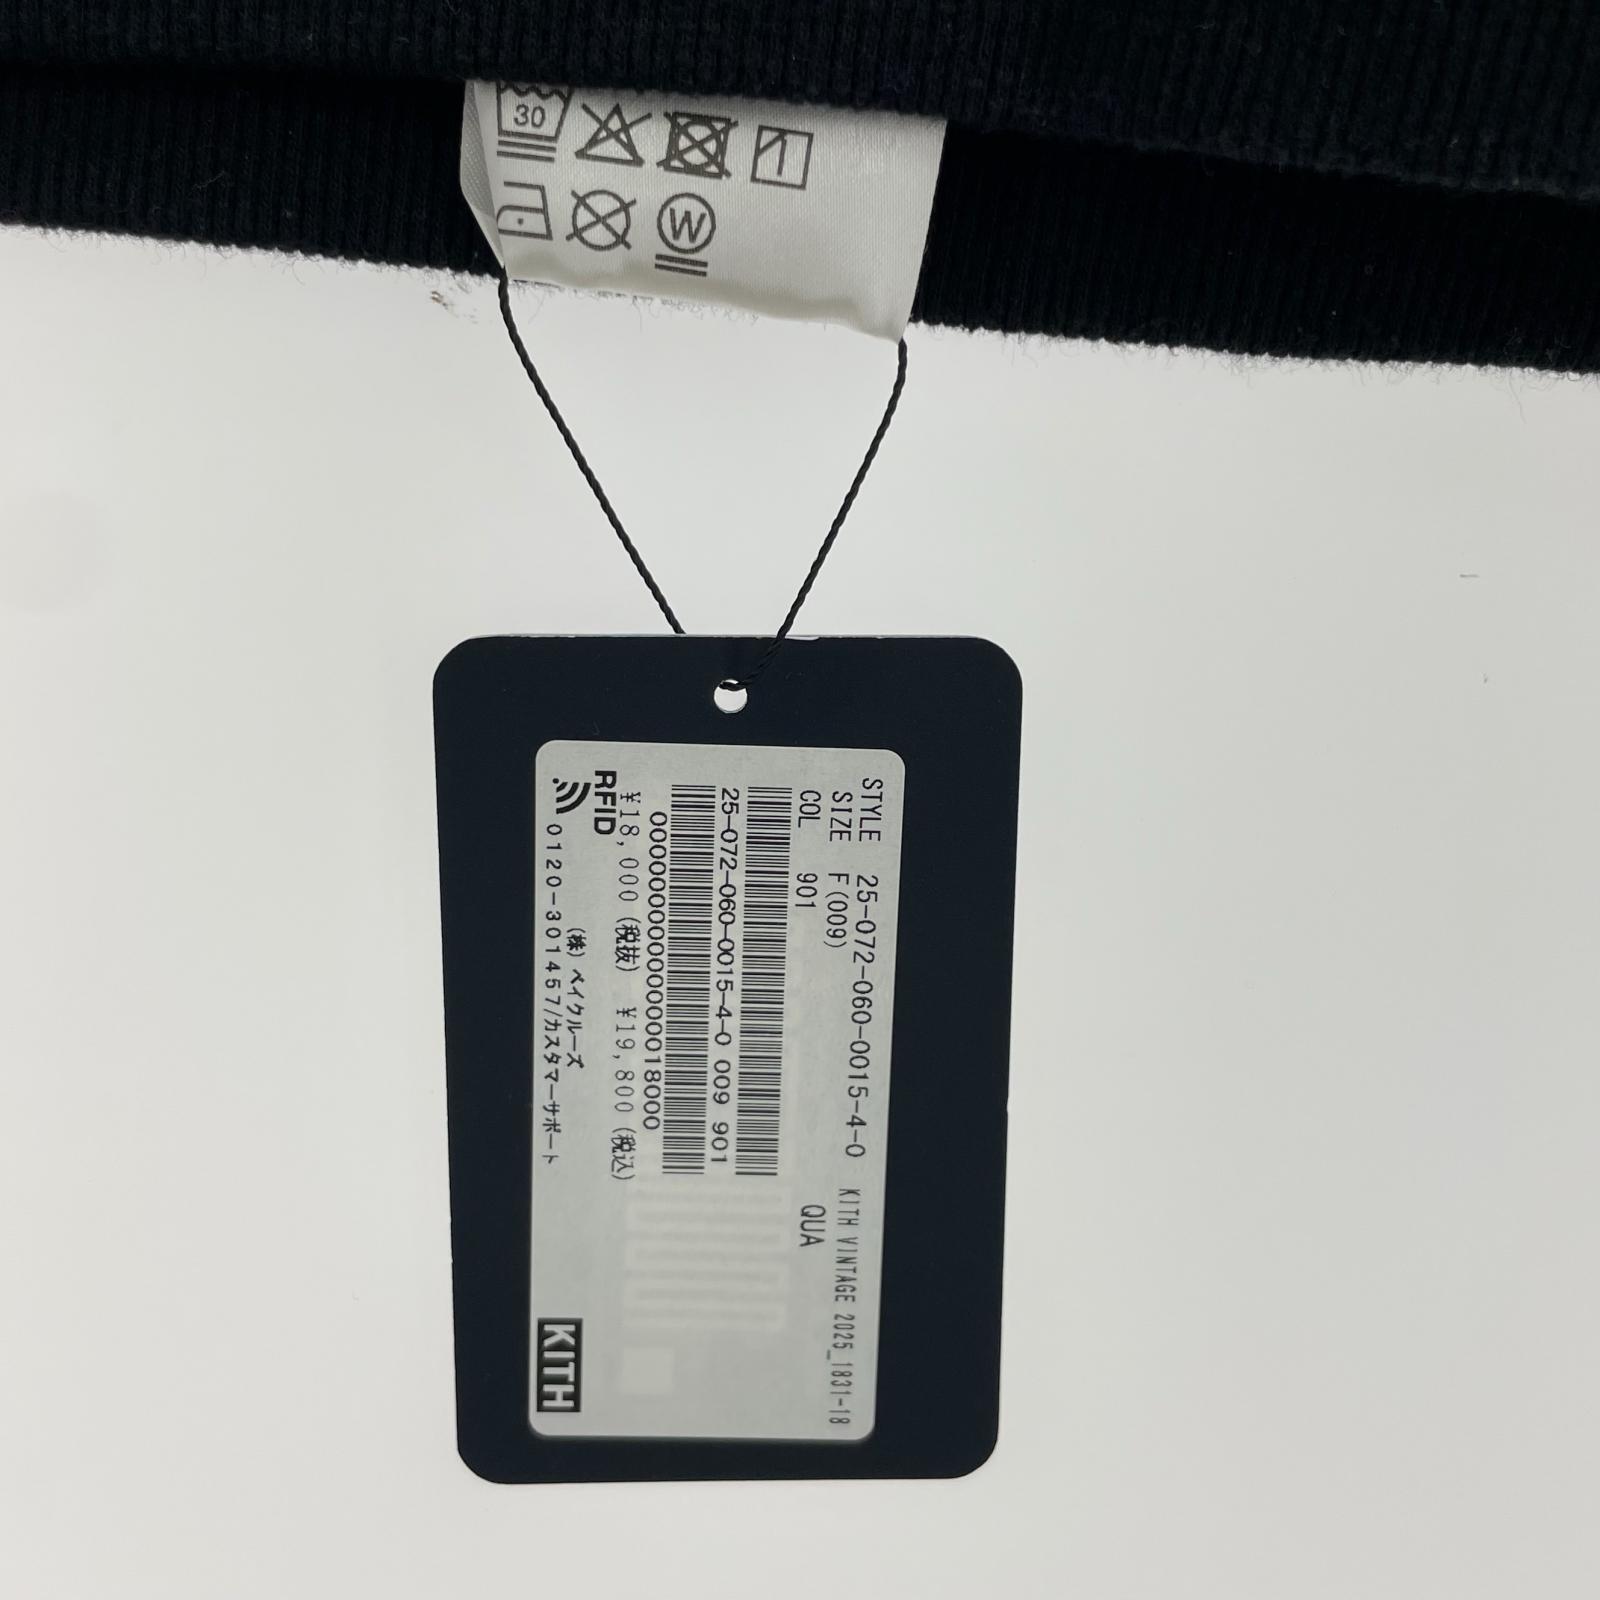 30
W
STYLE 25-072-060-0015-4-0 KITH VINTAGE 2025_1831-18
SIZE F(009)
COL 901 QUA
25-072-060-0015-4-0 009 901
00000000000000018000
¥18,000(税抜) ¥19,800(税込)
RFID
(株)ベイクルーズ
0120-301457/カスタマーサポート
KITH